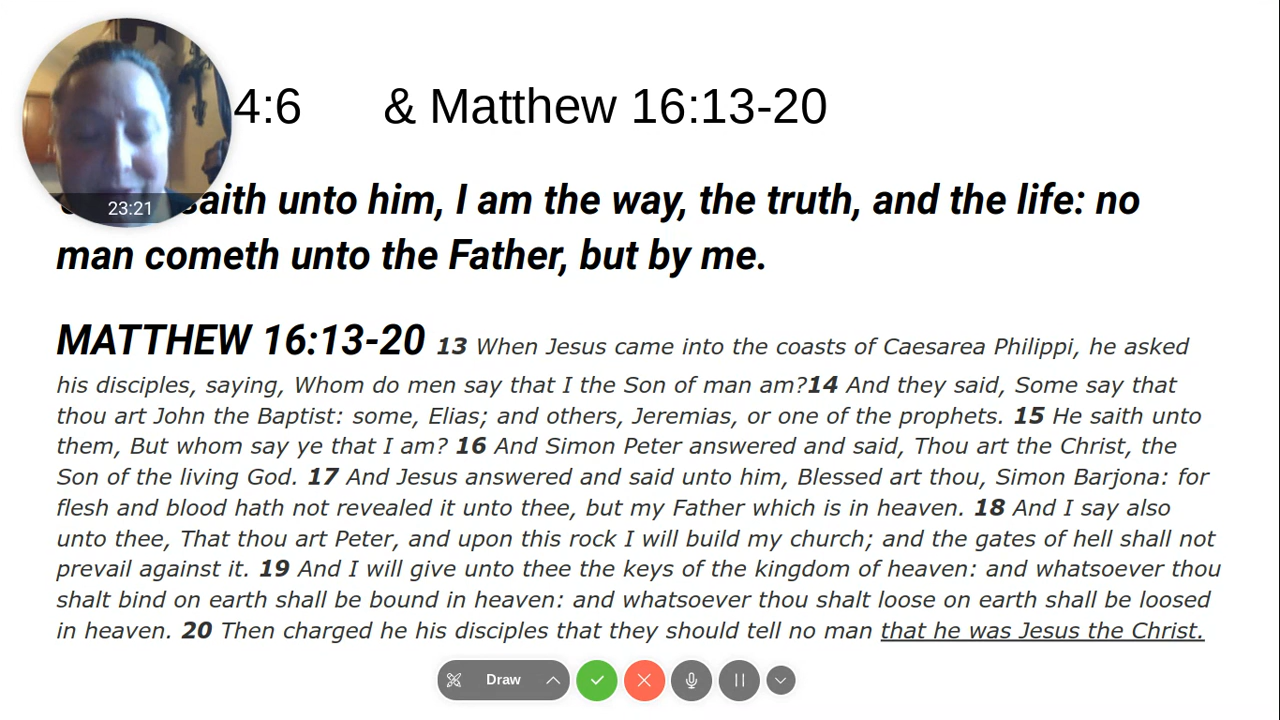 4:6 & Matthew 16:13-20
saith unto him, I am the way, the truth, and the life: no
man cometh unto the Father, but by me.
MATTHEW 16:13-20 13 When Jesus came into the coasts of Caesarea Philippi, he asked
his disciples, saying, Whom do men say that I the Son of man am?14 And they said, Some say that
thou art John the Baptist: some, Elias; and others, Jeremias, or one of the prophets. 15 He saith unto
them, But whom say ye that I am? 16 And Simon Peter answered and said, Thou art the Christ, the
Son of the living God. 17 And Jesus answered and said unto him, Blessed art thou, Simon Barjona: for
flesh and blood hath not revealed it unto thee, but my Father which is in heaven. 18 And I say also
unto thee, That thou art Peter, and upon this rock I will build my church; and the gates of hell shall not
prevail against it. 19 And I will give unto thee the keys of the kingdom of heaven: and whatsoever thou
shalt bind on earth shall be bound in heaven: and whatsoever thou shalt loose on earth shall be loosed
in heaven. 20 Then charged he his disciples that they should tell no man that he was Jesus the Christ.
23:21
Draw